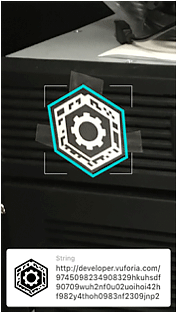 String
http://developer.vuforia.com/
9745098234908329hkuhsdf
90709wuh2nf0u02uoihoi42h
f982y4thoh0983nf2309jnp2